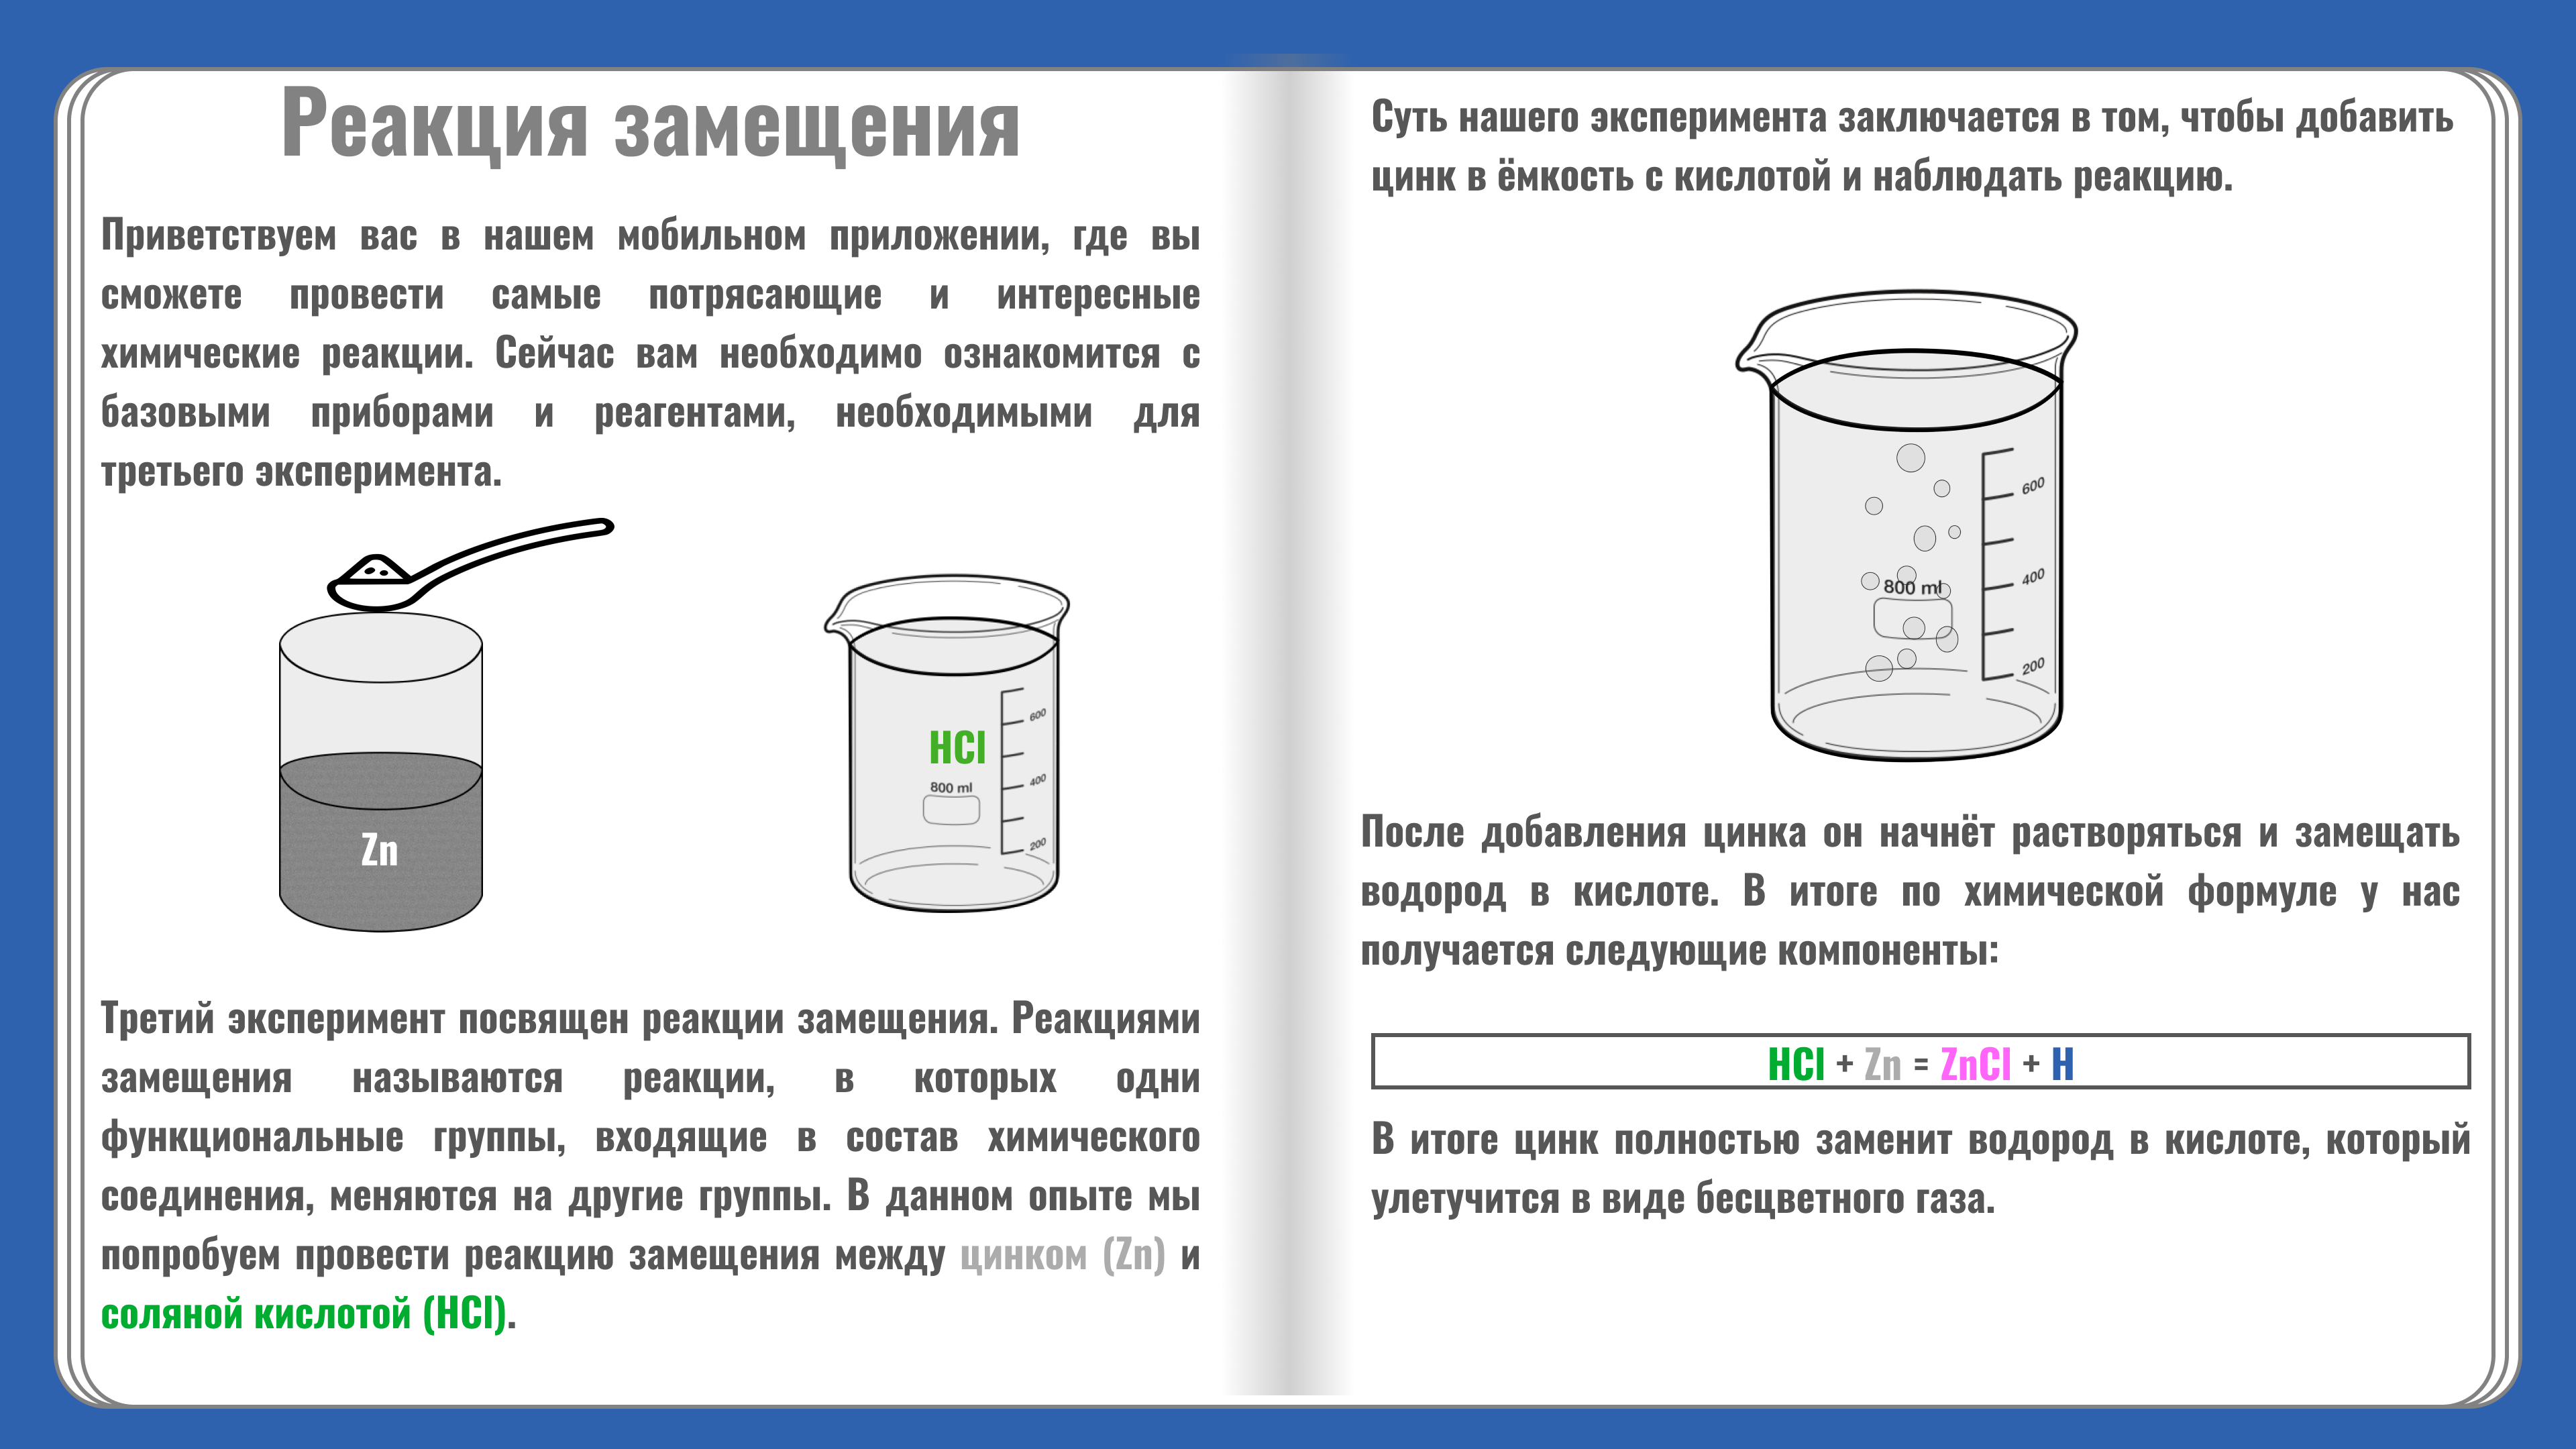 Реакция замещения
Приветствуем вас в нашем мобильном приложении, где вы
сможете провести самые потрясающие и интересные
химические реакции. Сейчас вам необходимо ознакомится с
базовыми приборами и реагентами, необходимыми для
третьего эксперимента.
Zn
HCl
800 ml
600
400
200
Третий эксперимент посвящен реакции замещения. Реакциями
замещения называются реакции, в которых одни
функциональные группы, входящие в состав химического
соединения, меняются на другие группы. В данном опыте мы
попробуем провести реакцию замещения между цинком (Zn) и
соляной кислотой (HCl).
Суть нашего эксперимента заключается в том, чтобы добавить
цинк в ёмкость с кислотой и наблюдать реакцию.
600
800 ml
400
200
После добавления цинка он начнёт растворяться и замещать
водород в кислоте. В итоге по химической формуле у нас
получается следующие компоненты:
HCl + Zn = ZnCl + H
В итоге цинк полностью заменит водород в кислоте, который
улетучится в виде бесцветного газа.